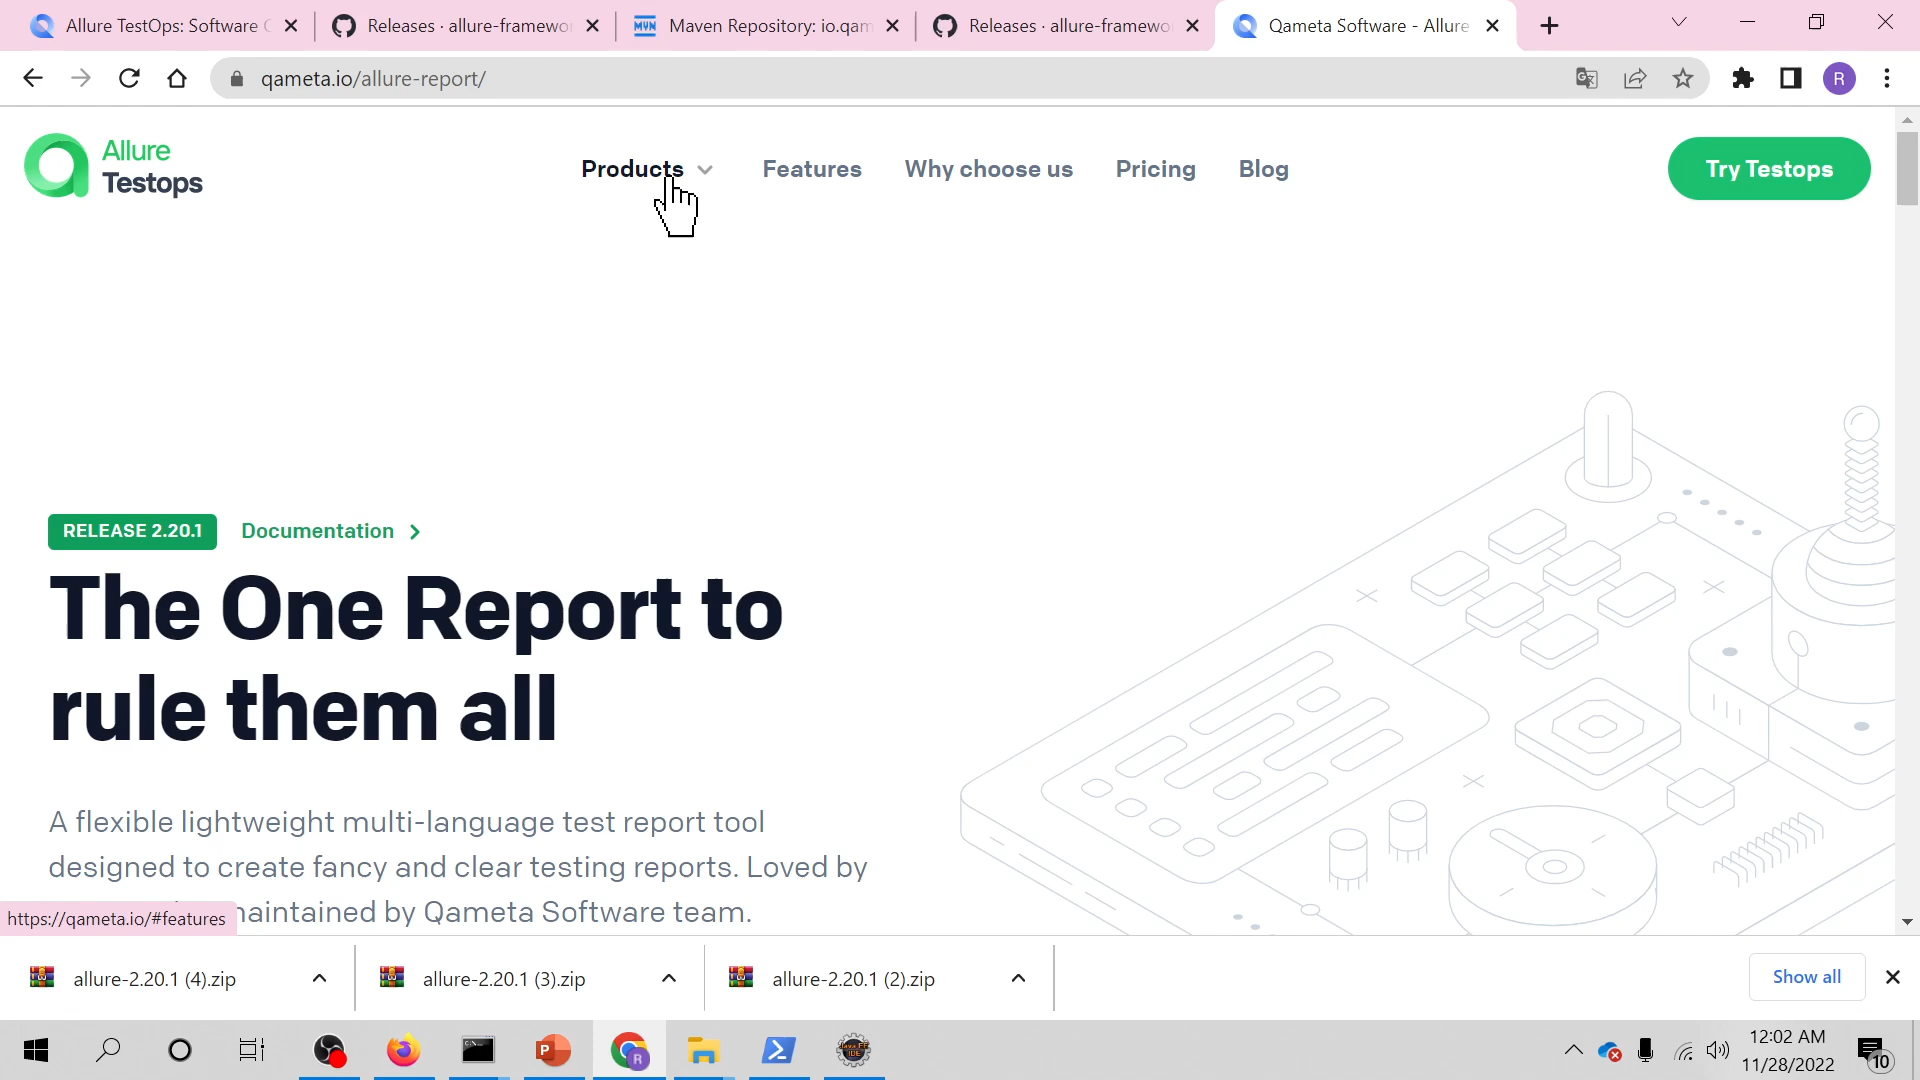 Allure TestOps: Software
Releases · allure-framewo
Maven Repository: io.qam
Releases · allure-framewo
Qameta Software - Allure
qameta.io/allure-report/
R
Allure
Testops
Products
Features
Why choose us
Pricing
Blog
Try Testops
RELEASE 2.20.1
Documentation
The One Report to
rule them all
A flexible lightweight multi-language test report tool
designed to create fancy and clear testing reports. Loved by
maintained by Qameta Software team.
https://qameta.io/#features
allure-2.20.1 (4).zip
allure-2.20.1 (3).zip
allure-2.20.1 (2).zip
Show all
12:02 AM
11/28/2022
10